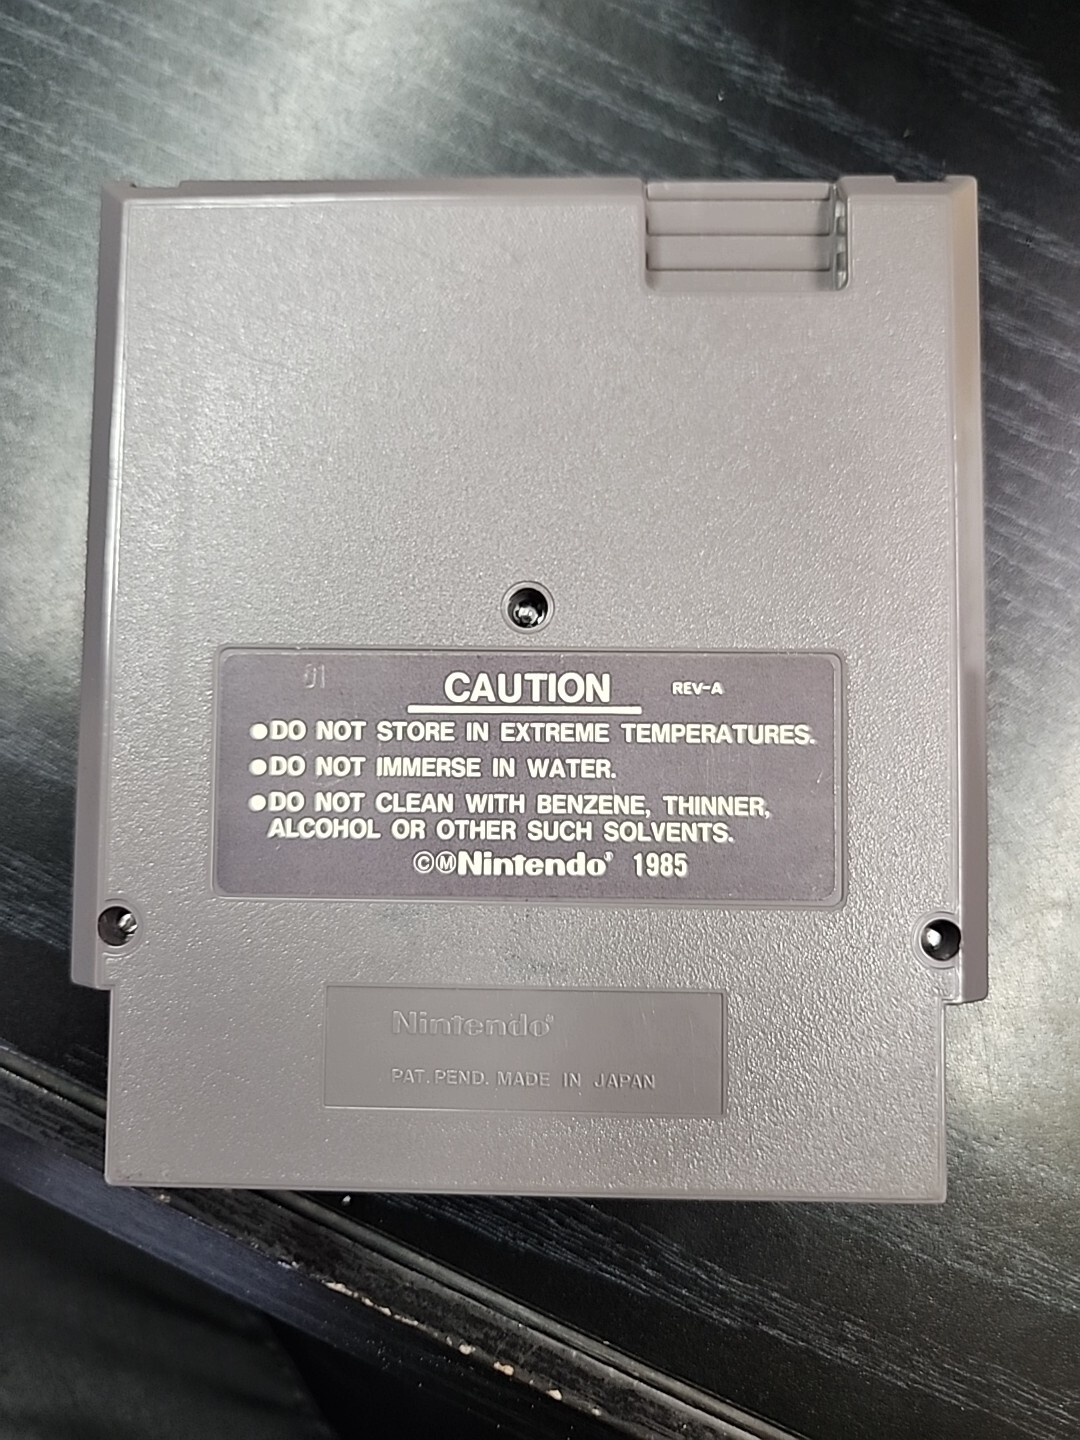 01
CAUTION REV-A
●DO NOT STORE IN EXTREME TEMPERATURES.
●DO NOT IMMERSE IN WATER.
●DO NOT CLEAN WITH BENZENE, THINNER,
ALCOHOL OR OTHER SUCH SOLVENTS.
ⒸⓂNintendo® 1985
Nintendo®
PAT. PEND. MADE IN JAPAN